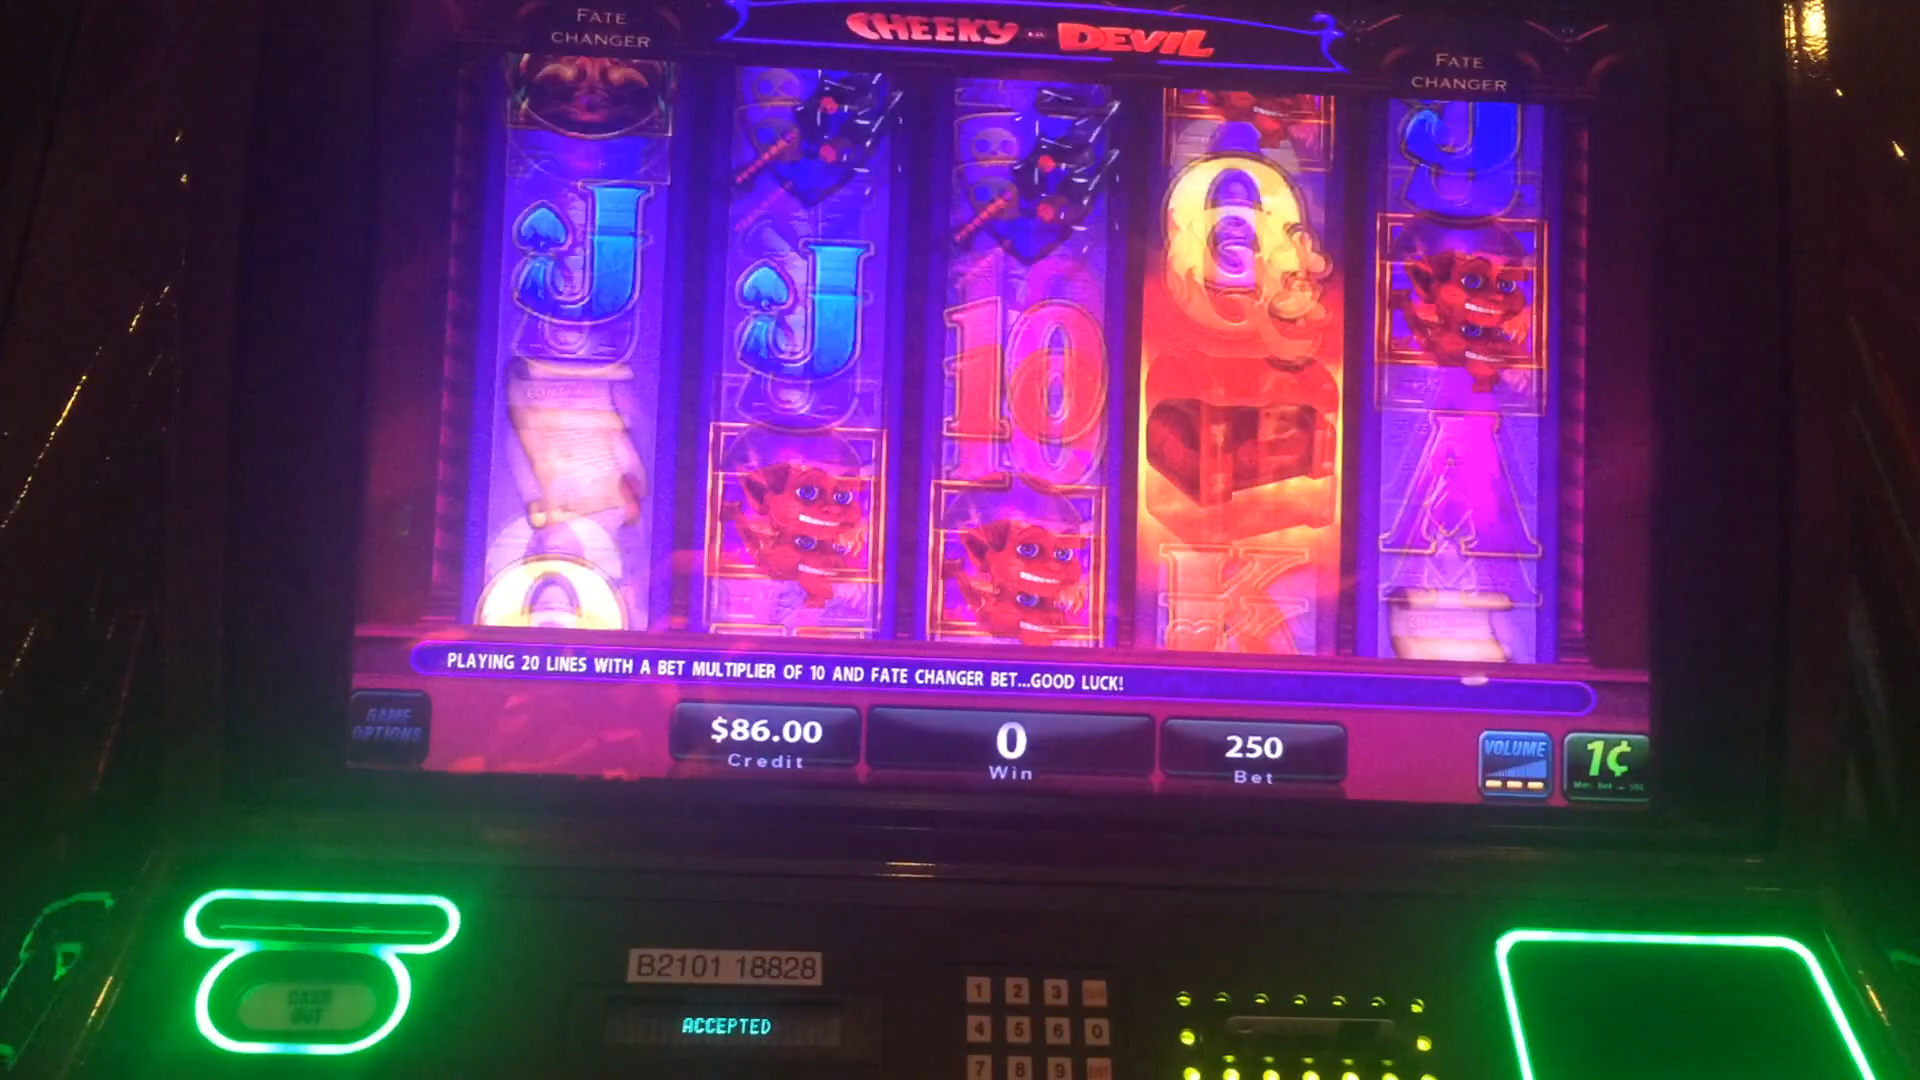 FATE
CHANGER
CHEEKY DEVIL
FATE
CHANGER
J
J
J
Q
10
A
K
Q
PLAYING 20 LINES WITH A BET MULTIPLIER OF 10 AND FATE CHANGER BET...GOOD LUCK!
GAME
OPTIONS
$86.00
Credit
0
Win
250
Bet
VOLUME
1¢
B2101 18828
CASH
OUT
ACCEPTED
1 2 3
4 5 6 0
7 8 9